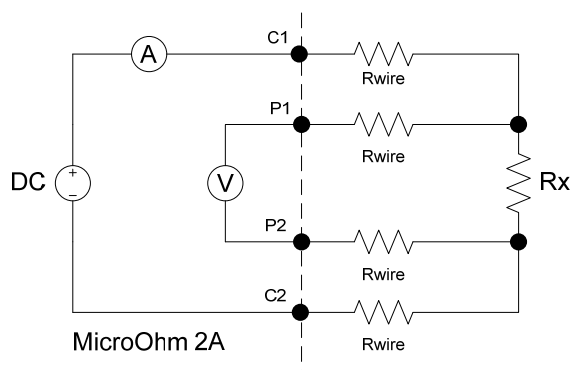 C1
A
Rwire
P1
Rwire
+
DC
−
V
Rx
P2
Rwire
C2
Rwire
MicroOhm 2A